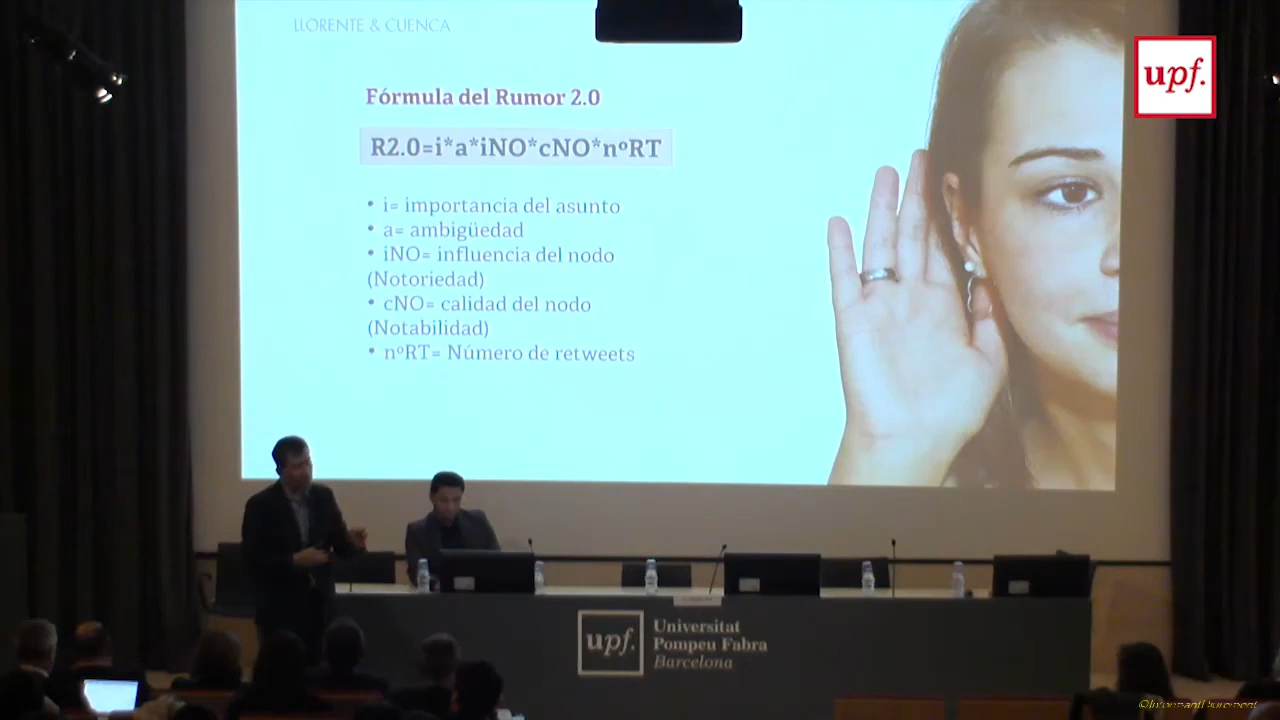 LLORENTE & CUENCA
upf.
Fórmula del Rumor 2.0
R2.0=i*a*iNO*cNO*nºRT
• i= importancia del asunto
• a= ambigüedad
• iNO= influencia del nodo
(Notoriedad)
• cNO= calidad del nodo
(Notabilidad)
• nºRT= Número de retweets
upf.
Universitat
Pompeu Fabra
Barcelona